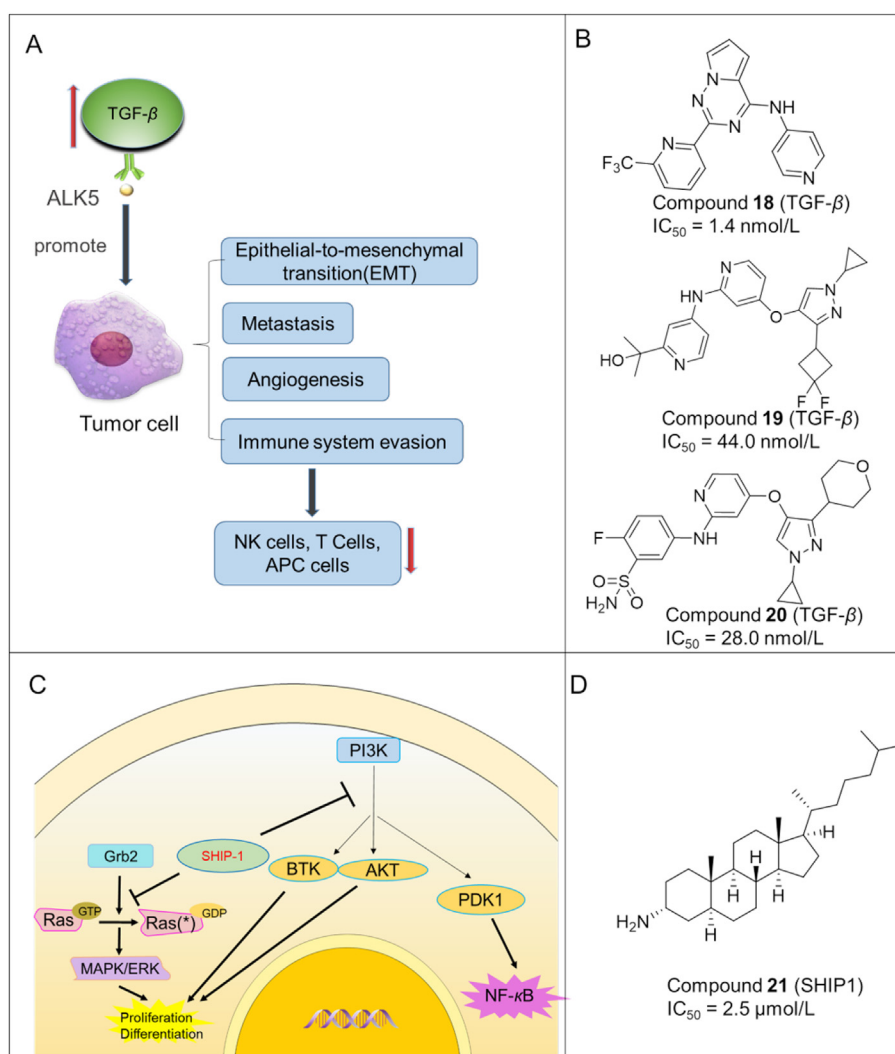 A
TGF-β
ALK5
promote
Tumor cell
Epithelial-to-mesenchymal
transition(EMT)
Metastasis
Angiogenesis
Immune system evasion
NK cells, T Cells,
APC cells
B
N
N
N
NH
N
F3C
N
Compound 18 (TGF-β)
IC50 = 1.4 nmol/L
N
NH
O
N
N
HO
N
F
F
Compound 19 (TGF-β)
IC50 = 44.0 nmol/L
O
N
O
F
NH
N
N
O
S
O
H2N
Compound 20 (TGF-β)
IC50 = 28.0 nmol/L
C
PI3K
Grb2
SHIP-1
BTK
AKT
PDK1
Ras
GTP
Ras(*)
GDP
MAPK/ERK
NF-κB
Proliferation
Differentiation
D
H
H
H
H
H
H2N
Compound 21 (SHIP1)
IC50 = 2.5 μmol/L